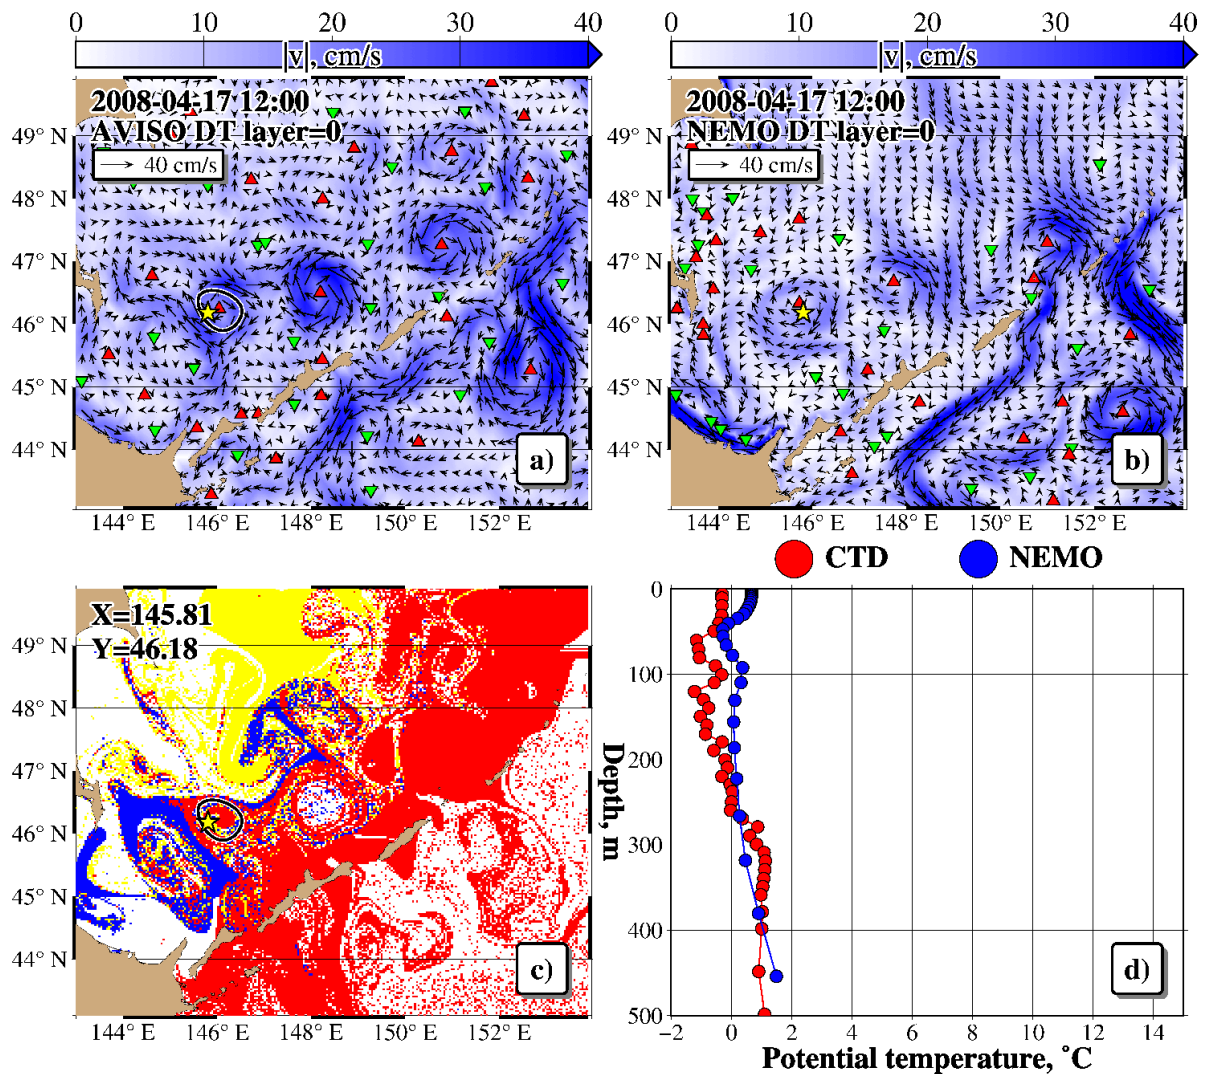 0 10 20 30 40
|v|, cm/s
2008-04-17 12:00
AVISO DT layer=0
40 cm/s
49° N
48° N
47° N
46° N
45° N
44° N
a)
144° E 146° E 148° E 150° E 152° E
0 10 20 30 40
|v|, cm/s
2008-04-17 12:00
NEMO DT layer=0
40 cm/s
49° N
48° N
47° N
46° N
45° N
44° N
b)
144° E 146° E 148° E 150° E 152° E
X=145.81
Y=46.18
49° N
48° N
47° N
46° N
45° N
44° N
c)
144° E 146° E 148° E 150° E 152° E
CTD NEMO
0
100
200
300
400
500
Depth, m
d)
−2 0 2 4 6 8 10 12 14
Potential temperature, °C